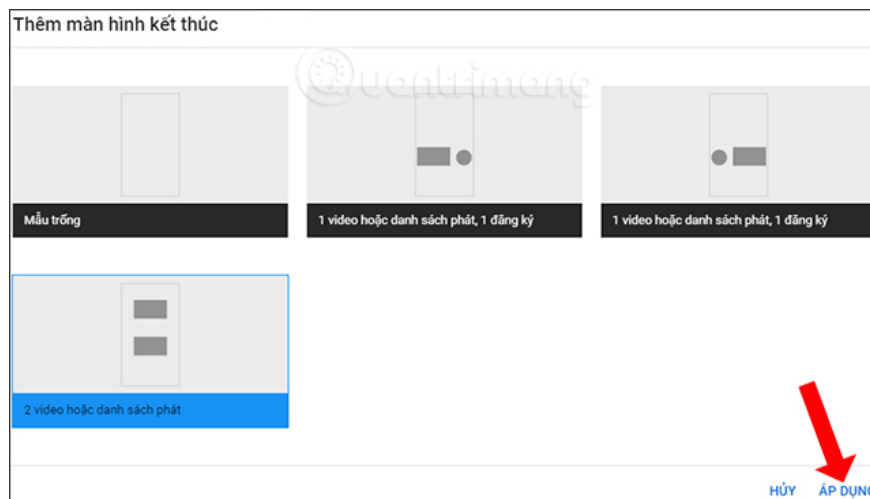 Thêm màn hình kết thúc
Quantrimang
Mẫu trống
1 video hoặc danh sách phát, 1 đăng ký
1 video hoặc danh sách phát, 1 đăng ký
2 video hoặc danh sách phát
HỦY ÁP DỤNG